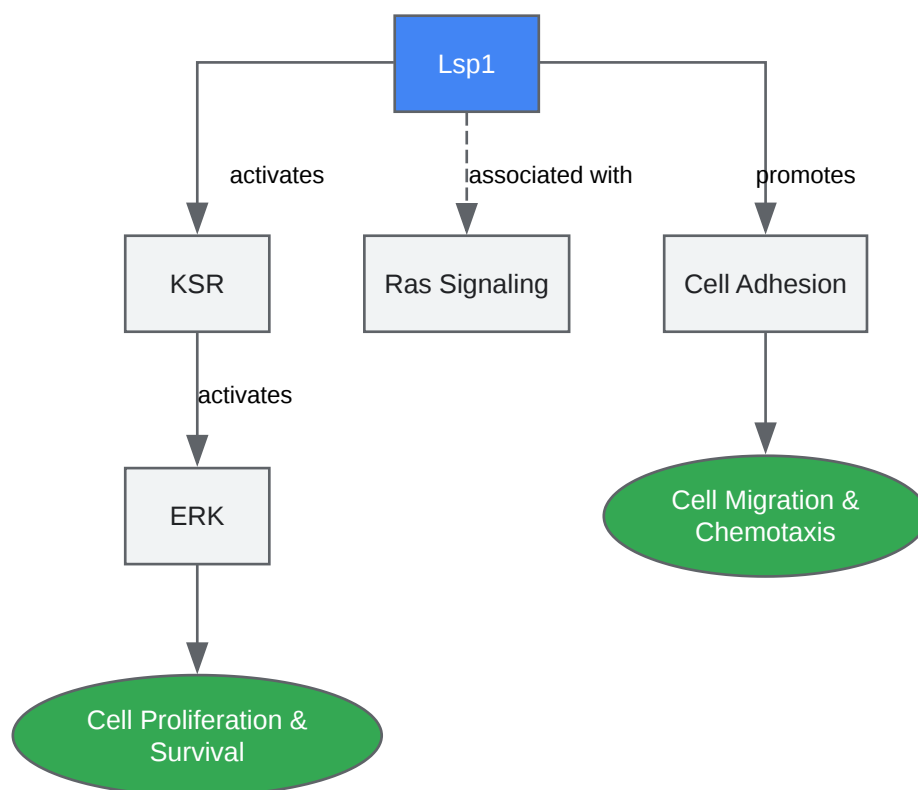 Lsp1
activates
associated with
promotes
KSR
Ras Signaling
Cell Adhesion
activates
Cell Migration &
Chemotaxis
ERK
Cell Proliferation &
Survival